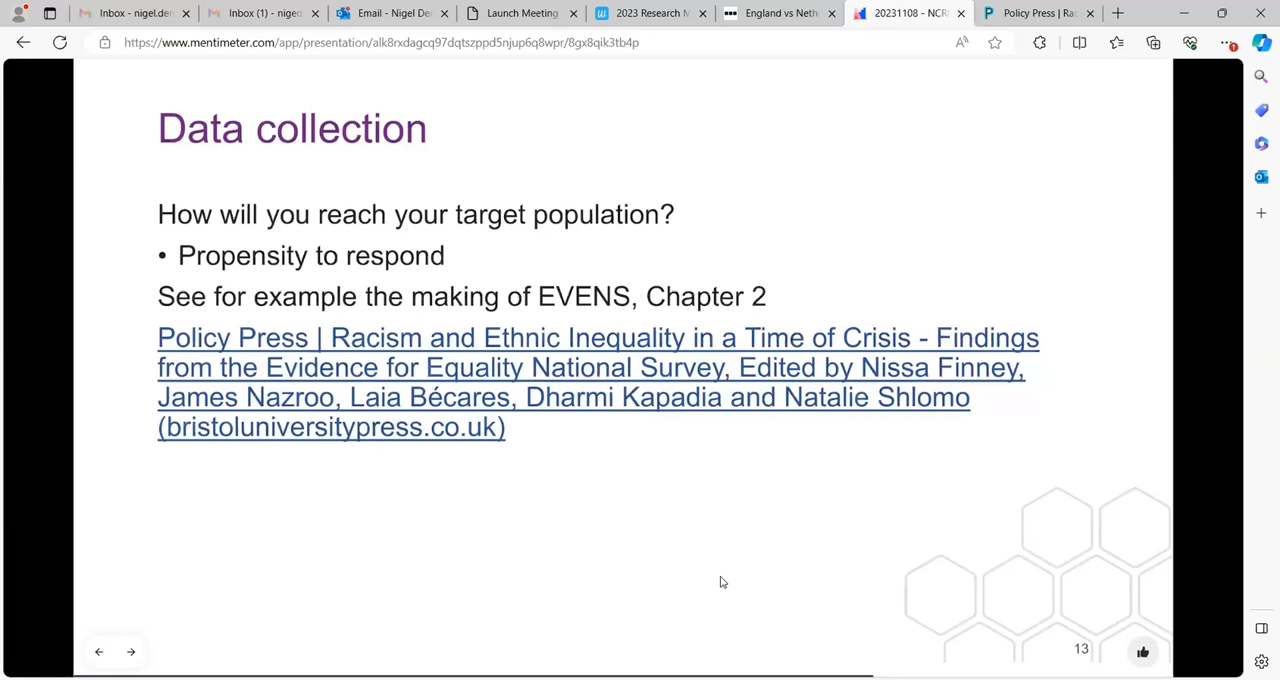 Inbox - nigel.den
Inbox (1) - niged
Email - Nigel De
Launch Meeting
2023 Research M
England vs Neth
20231108 - NCR
Policy Press | Ra
https://www.mentimeter.com/app/presentation/alk8rxdagcq97dqtszppd5njup6q8wpr/8gx8qik3tb4p
Data collection
How will you reach your target population?
• Propensity to respond
See for example the making of EVENS, Chapter 2
Policy Press | Racism and Ethnic Inequality in a Time of Crisis - Findings
from the Evidence for Equality National Survey, Edited by Nissa Finney,
James Nazroo, Laia Bécares, Dharmi Kapadia and Natalie Shlomo
(bristoluniversitypress.co.uk)
13